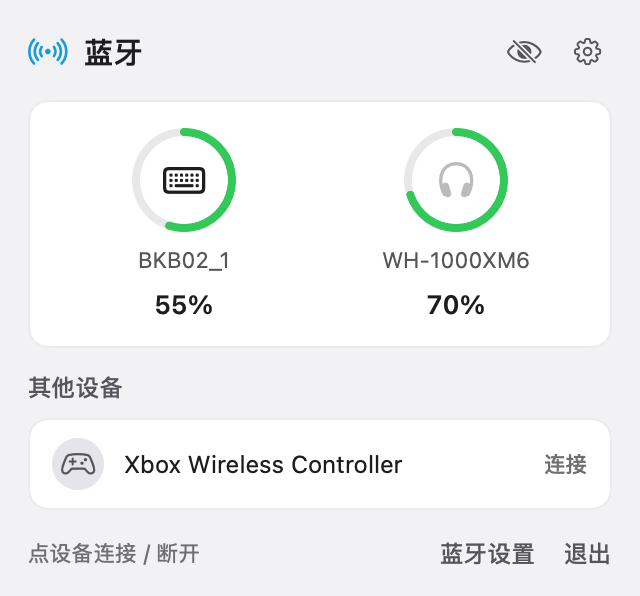 蓝牙
BKB02_1
WH-1000XM6
55%
70%
其他设备
Xbox Wireless Controller
连接
点设备连接 / 断开
蓝牙设置
退出